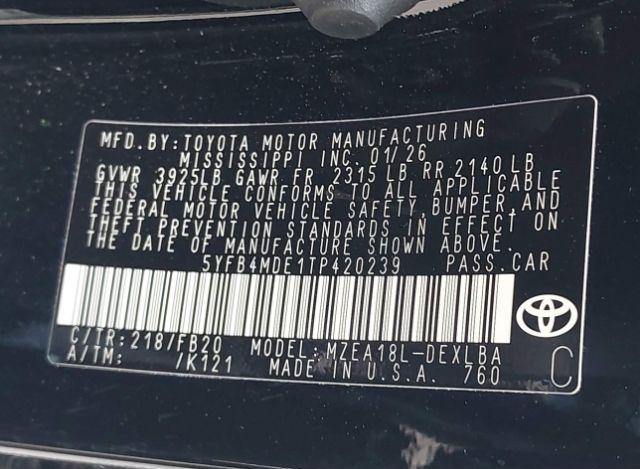 MFD. BY: TOYOTA MOTOR MANUFACTURING
MISSISSIPPI INC. 01/26
GVWR 3925LB GAWR FR 2315 LB RR 2140 LB
THIS VEHICLE CONFORMS TO ALL APPLICABLE
FEDERAL MOTOR VEHICLE SAFETY, BUMPER, AND
THEFT PREVENTION STANDARDS IN EFFECT ON
THE DATE OF MANUFACTURE SHOWN ABOVE.
5YFB4MDE1TP420239 PASS. CAR
C/TR: 218/FB20 MODEL: MZEA18L-DEXLBA
A/TM: /K121 MADE IN U.S.A. 760 C